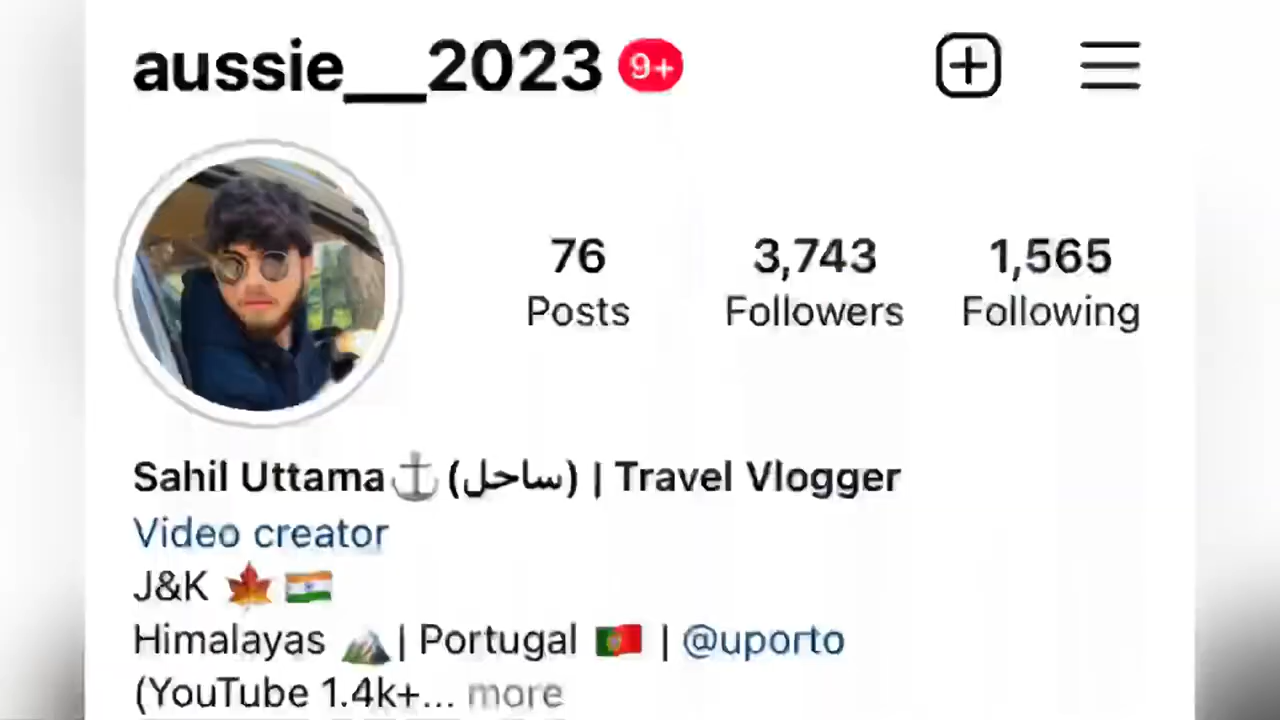 aussie__2023 9+
76 3,743 1,565
Posts Followers Following
Sahil Uttama⚓(ساحل) | Travel Vlogger
Video creator
J&K 🍁🇮🇳
Himalayas ⛰️| Portugal 🇵🇹 | @uporto
(YouTube 1.4k+... more